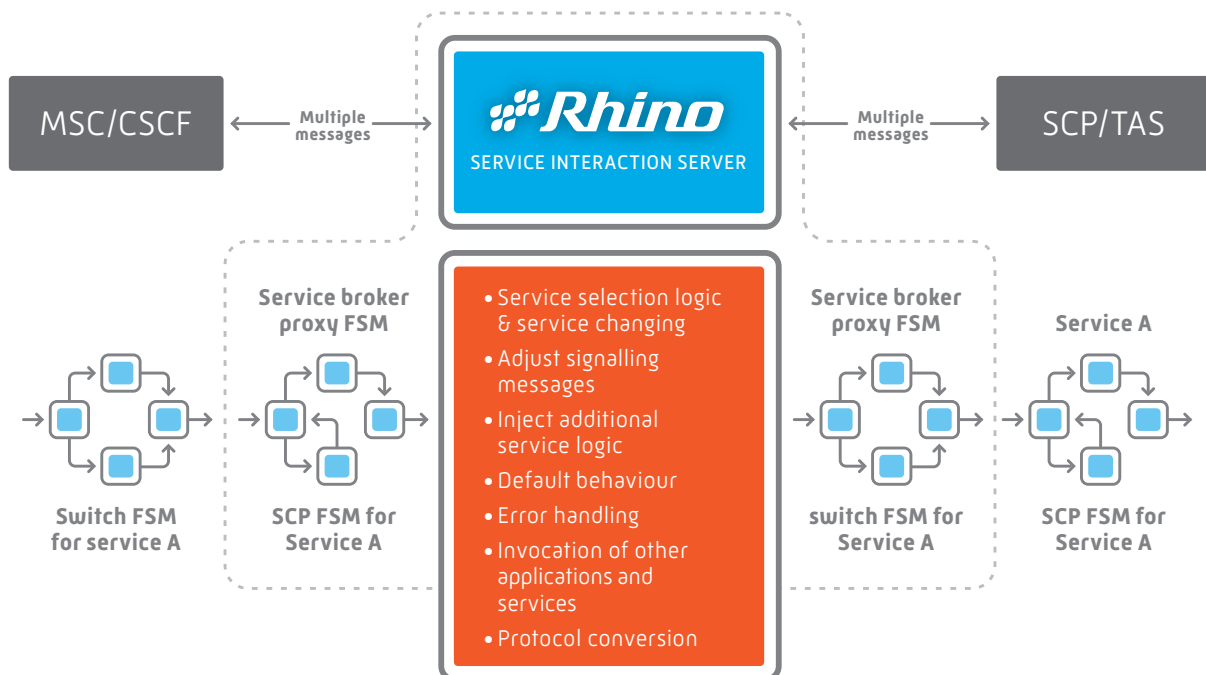 MSC/CSCF
Multiple
messages
Rhino
SERVICE INTERACTION SERVER
Multiple
messages
SCP/TAS
Service broker
proxy FSM
• Service selection logic
& service changing
• Adjust signalling
messages
• Inject additional
service logic
• Default behaviour
• Error handling
• Invocation of other
applications and
services
• Protocol conversion
Service broker
proxy FSM
Service A
Switch FSM
for service A
SCP FSM for
Service A
switch FSM for
Service A
SCP FSM for
Service A